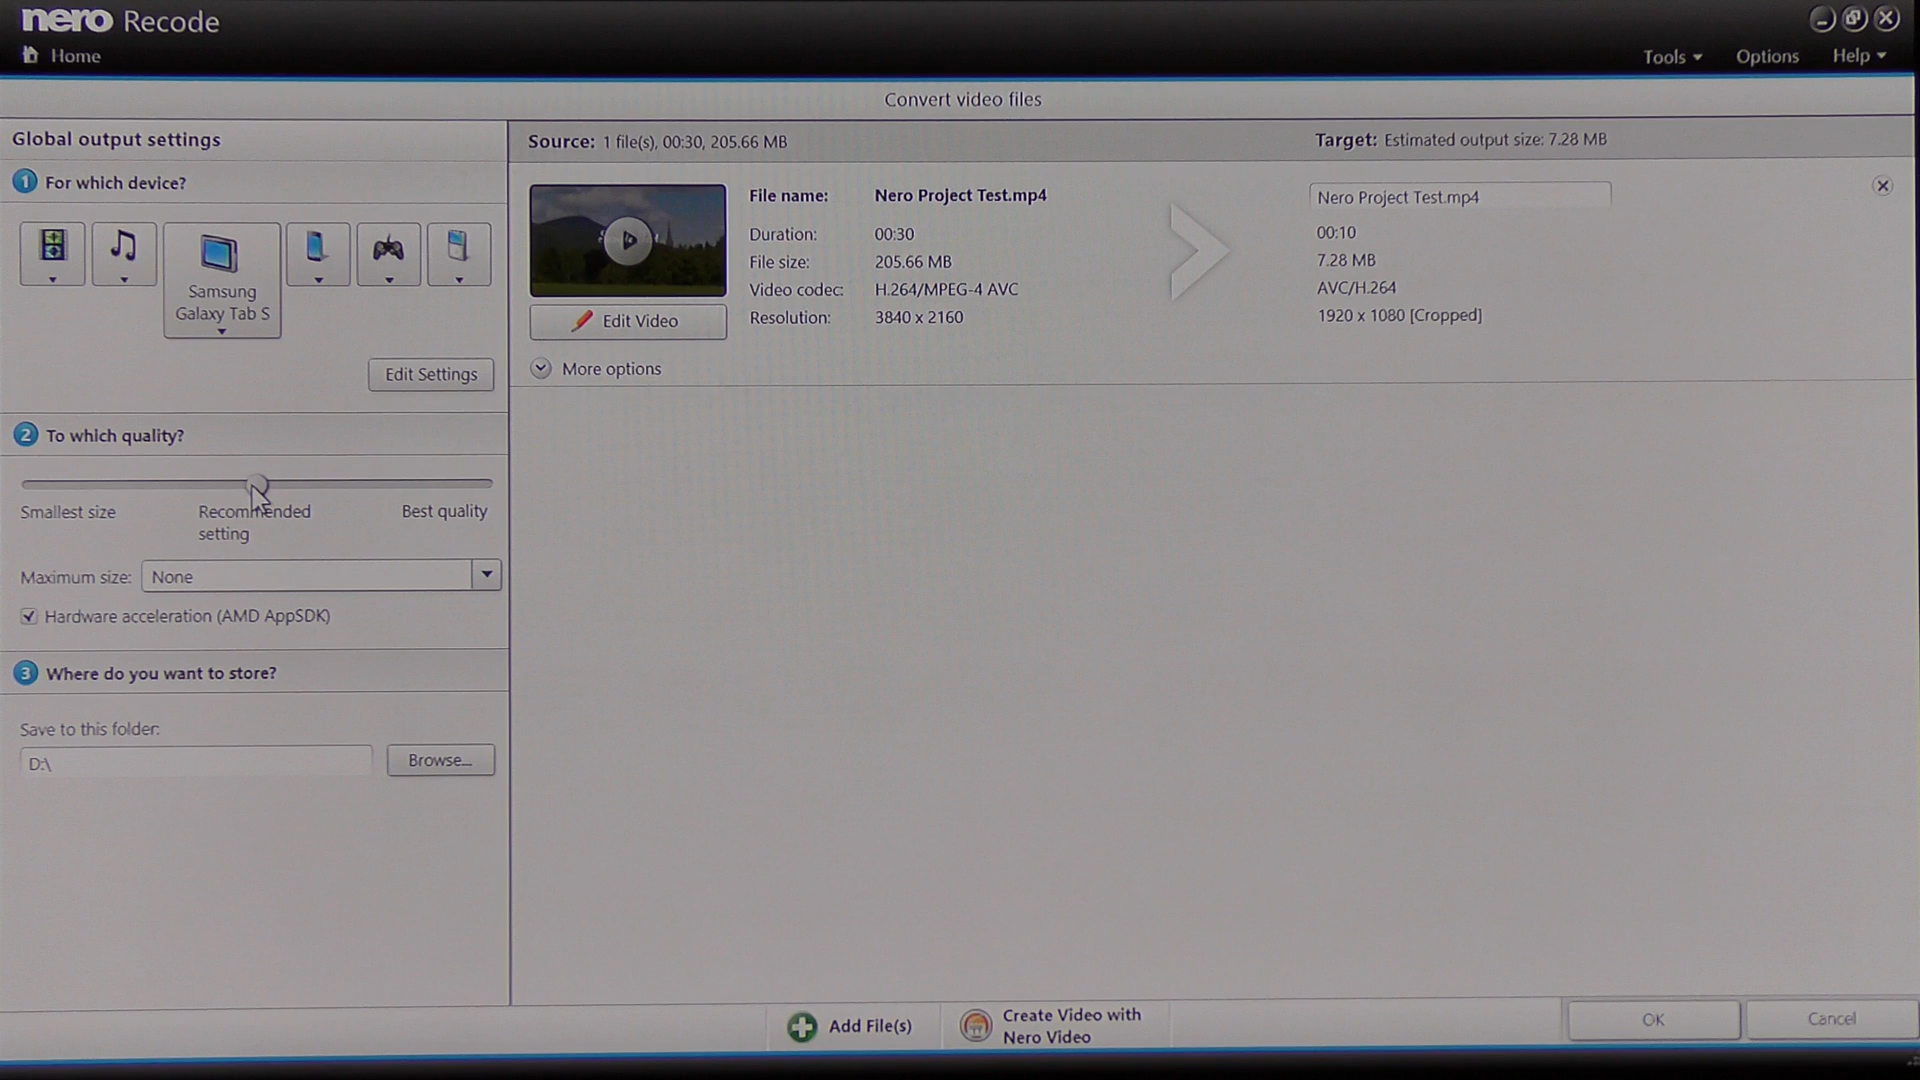 nero Recode
Home
Tools
Options
Help
Convert video files
Global output settings
1 For which device?
Samsung
Galaxy Tab S
Edit Settings
2 To which quality?
Smallest size
Recommended
setting
Best quality
Maximum size: None
Hardware acceleration (AMD AppSDK)
3 Where do you want to store?
Save to this folder:
D:\
Browse...
Source: 1 file(s), 00:30, 205.66 MB
Target: Estimated output size: 7.28 MB
File name: Nero Project Test.mp4
Duration: 00:30
File size: 205.66 MB
Video codec: H.264/MPEG-4 AVC
Resolution: 3840 x 2160
Edit Video
More options
Nero Project Test.mp4
00:10
7.28 MB
AVC/H.264
1920 x 1080 [Cropped]
Add File(s)
Create Video with
Nero Video
OK
Cancel